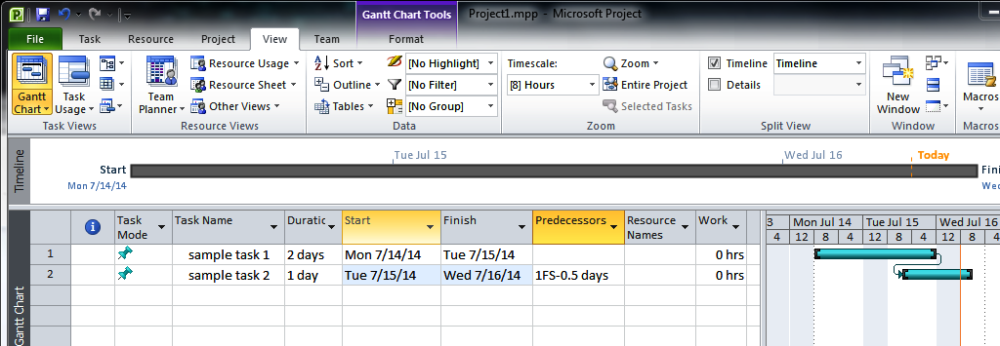 Gantt Chart Tools Project1.mpp - Microsoft Project
File Task Resource Project View Team Format
Gantt Chart Task Usage Team Planner Resource Usage Sort [No Highlight] Timescale: Zoom Timeline Timeline New Window Macros
Resource Sheet Outline [No Filter] [8] Hours Entire Project Details
Other Views Tables [No Group] Selected Tasks
Task Views Resource Views Data Zoom Split View Window Macros
Timeline
Tue Jul 15 Wed Jul 16 Today
Start
Mon 7/14/14
Gantt Chart
Task Mode Task Name Start Finish Predecessors Resource Names Work
3 Mon Jul 14 Tue Jul 15 Wed Jul 16
4 12 8 4 12 8 4 12 8 4
1 sample task 1 2 days Mon 7/14/14 Tue 7/15/14 0 hrs
2 sample task 2 1 day Tue 7/15/14 Wed 7/16/14 1FS-0.5 days 0 hrs